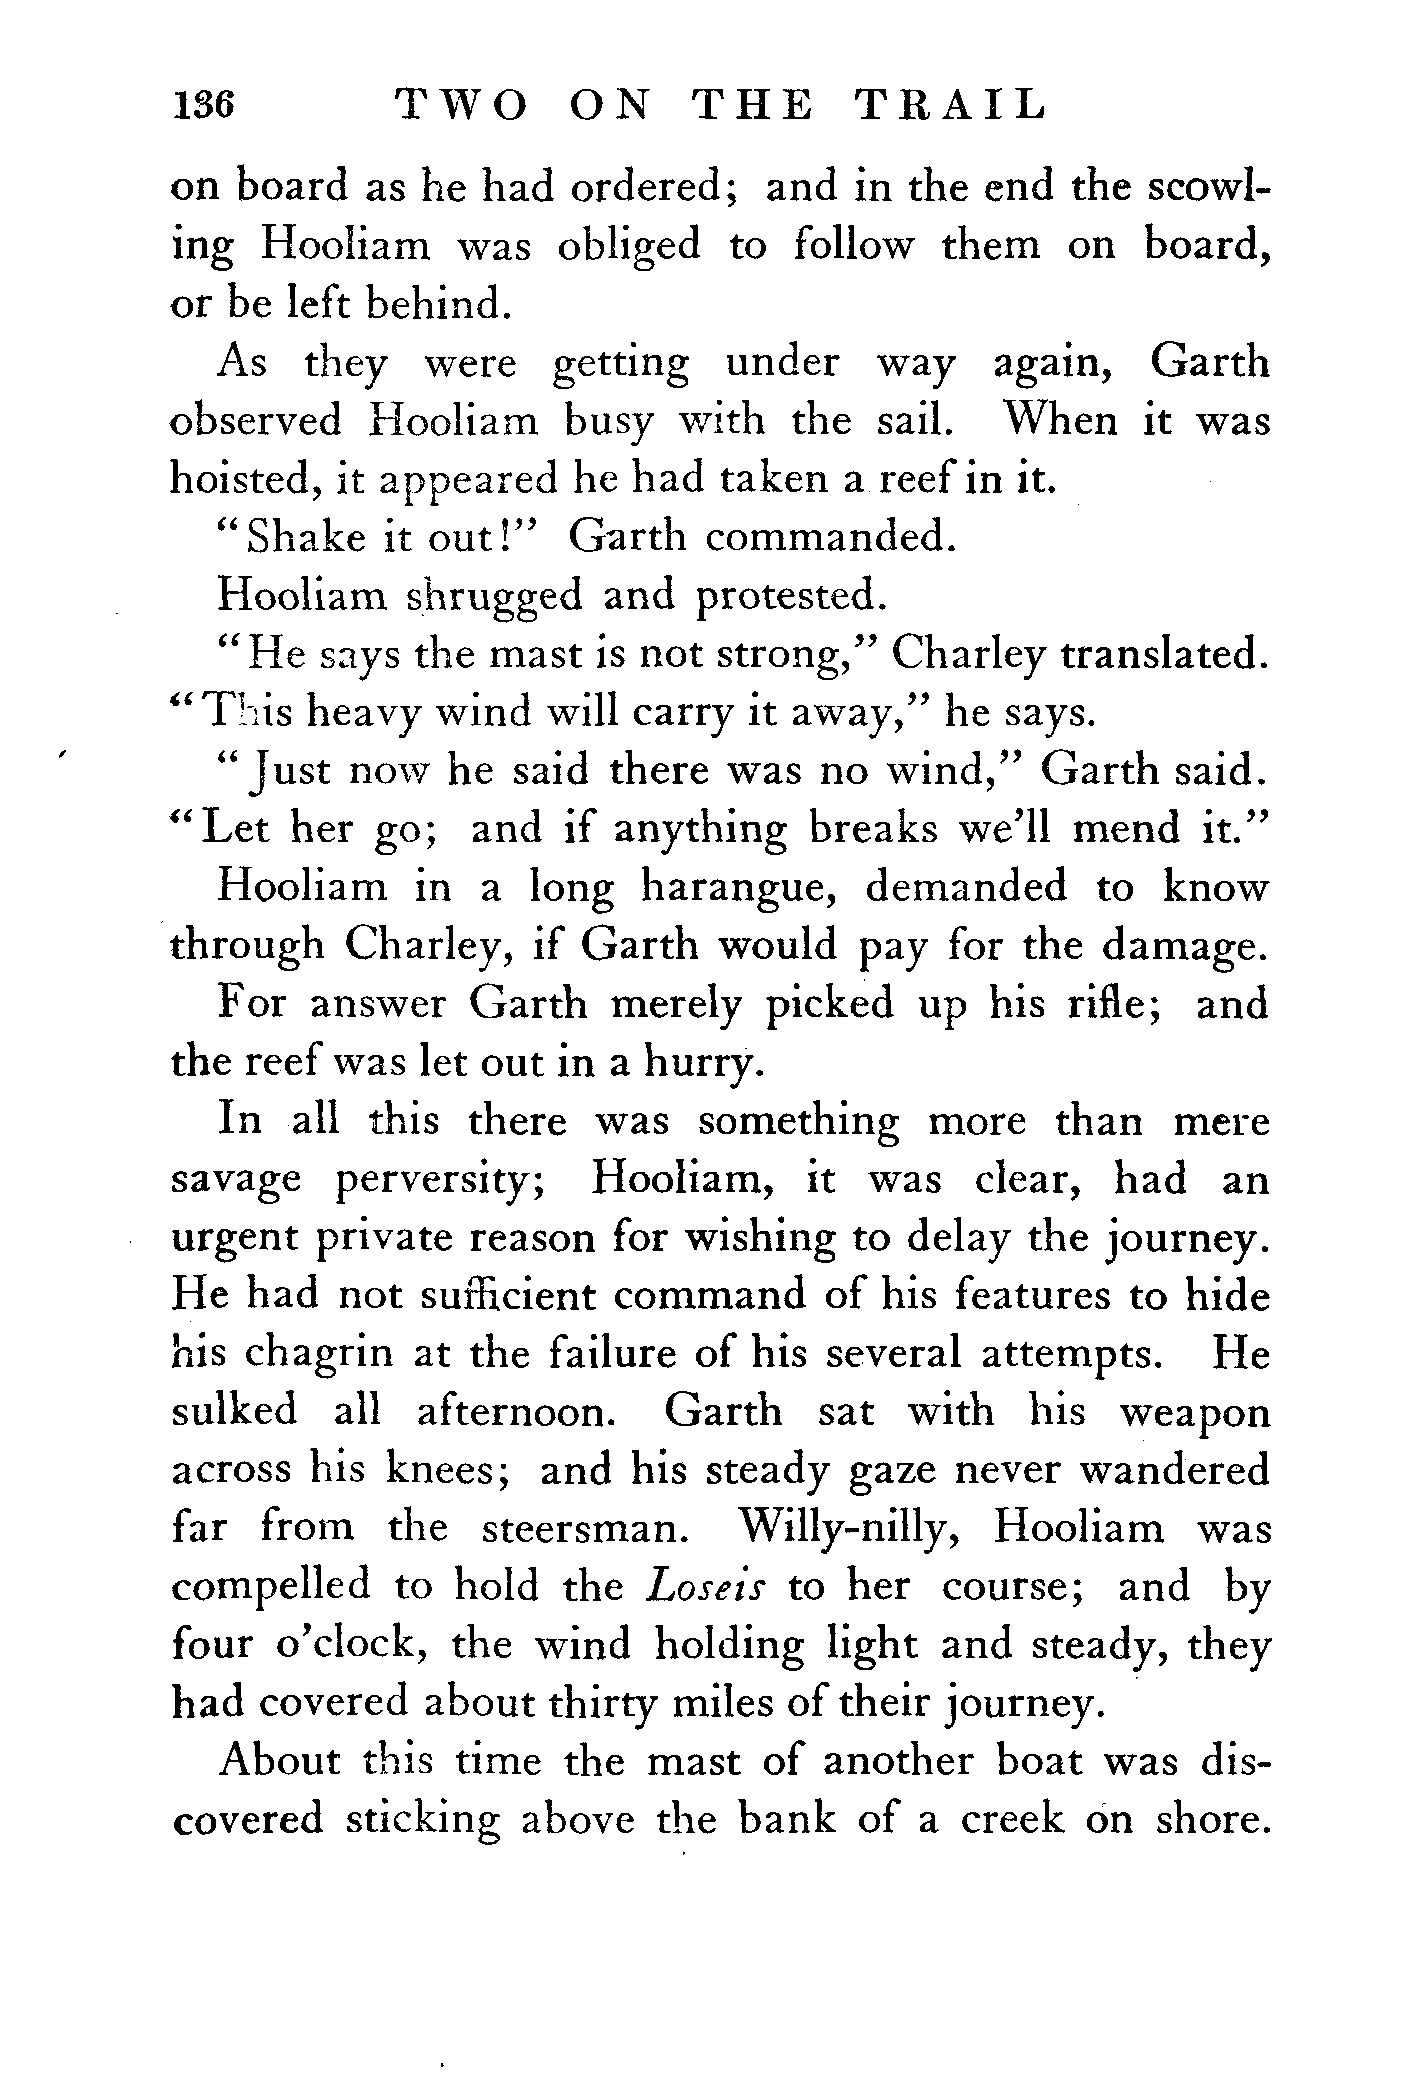 136 TWO ON THE TRAIL
on board as he had ordered; and in the end the scowl-
ing Hooliam was obliged to follow them on board,
or be left behind.
As they were getting under way again, Garth
observed Hooliam busy with the sail. When it was
hoisted, it appeared he had taken a reef in it.
“Shake it out!” Garth commanded.
Hooliam shrugged and protested.
“He says the mast is not strong,” Charley translated.
“This heavy wind will carry it away,” he says.
“Just now he said there was no wind,” Garth said.
“Let her go; and if anything breaks we’ll mend it.”
Hooliam in a long harangue, demanded to know
through Charley, if Garth would pay for the damage.
For answer Garth merely picked up his rifle; and
the reef was let out in a hurry.
In all this there was something more than mere
savage perversity; Hooliam, it was clear, had an
urgent private reason for wishing to delay the journey.
He had not sufficient command of his features to hide
his chagrin at the failure of his several attempts. He
sulked all afternoon. Garth sat with his weapon
across his knees; and his steady gaze never wandered
far from the steersman. Willy-nilly, Hooliam was
compelled to hold the Loseis to her course; and by
four o’clock, the wind holding light and steady, they
had covered about thirty miles of their journey.
About this time the mast of another boat was dis-
covered sticking above the bank of a creek on shore.